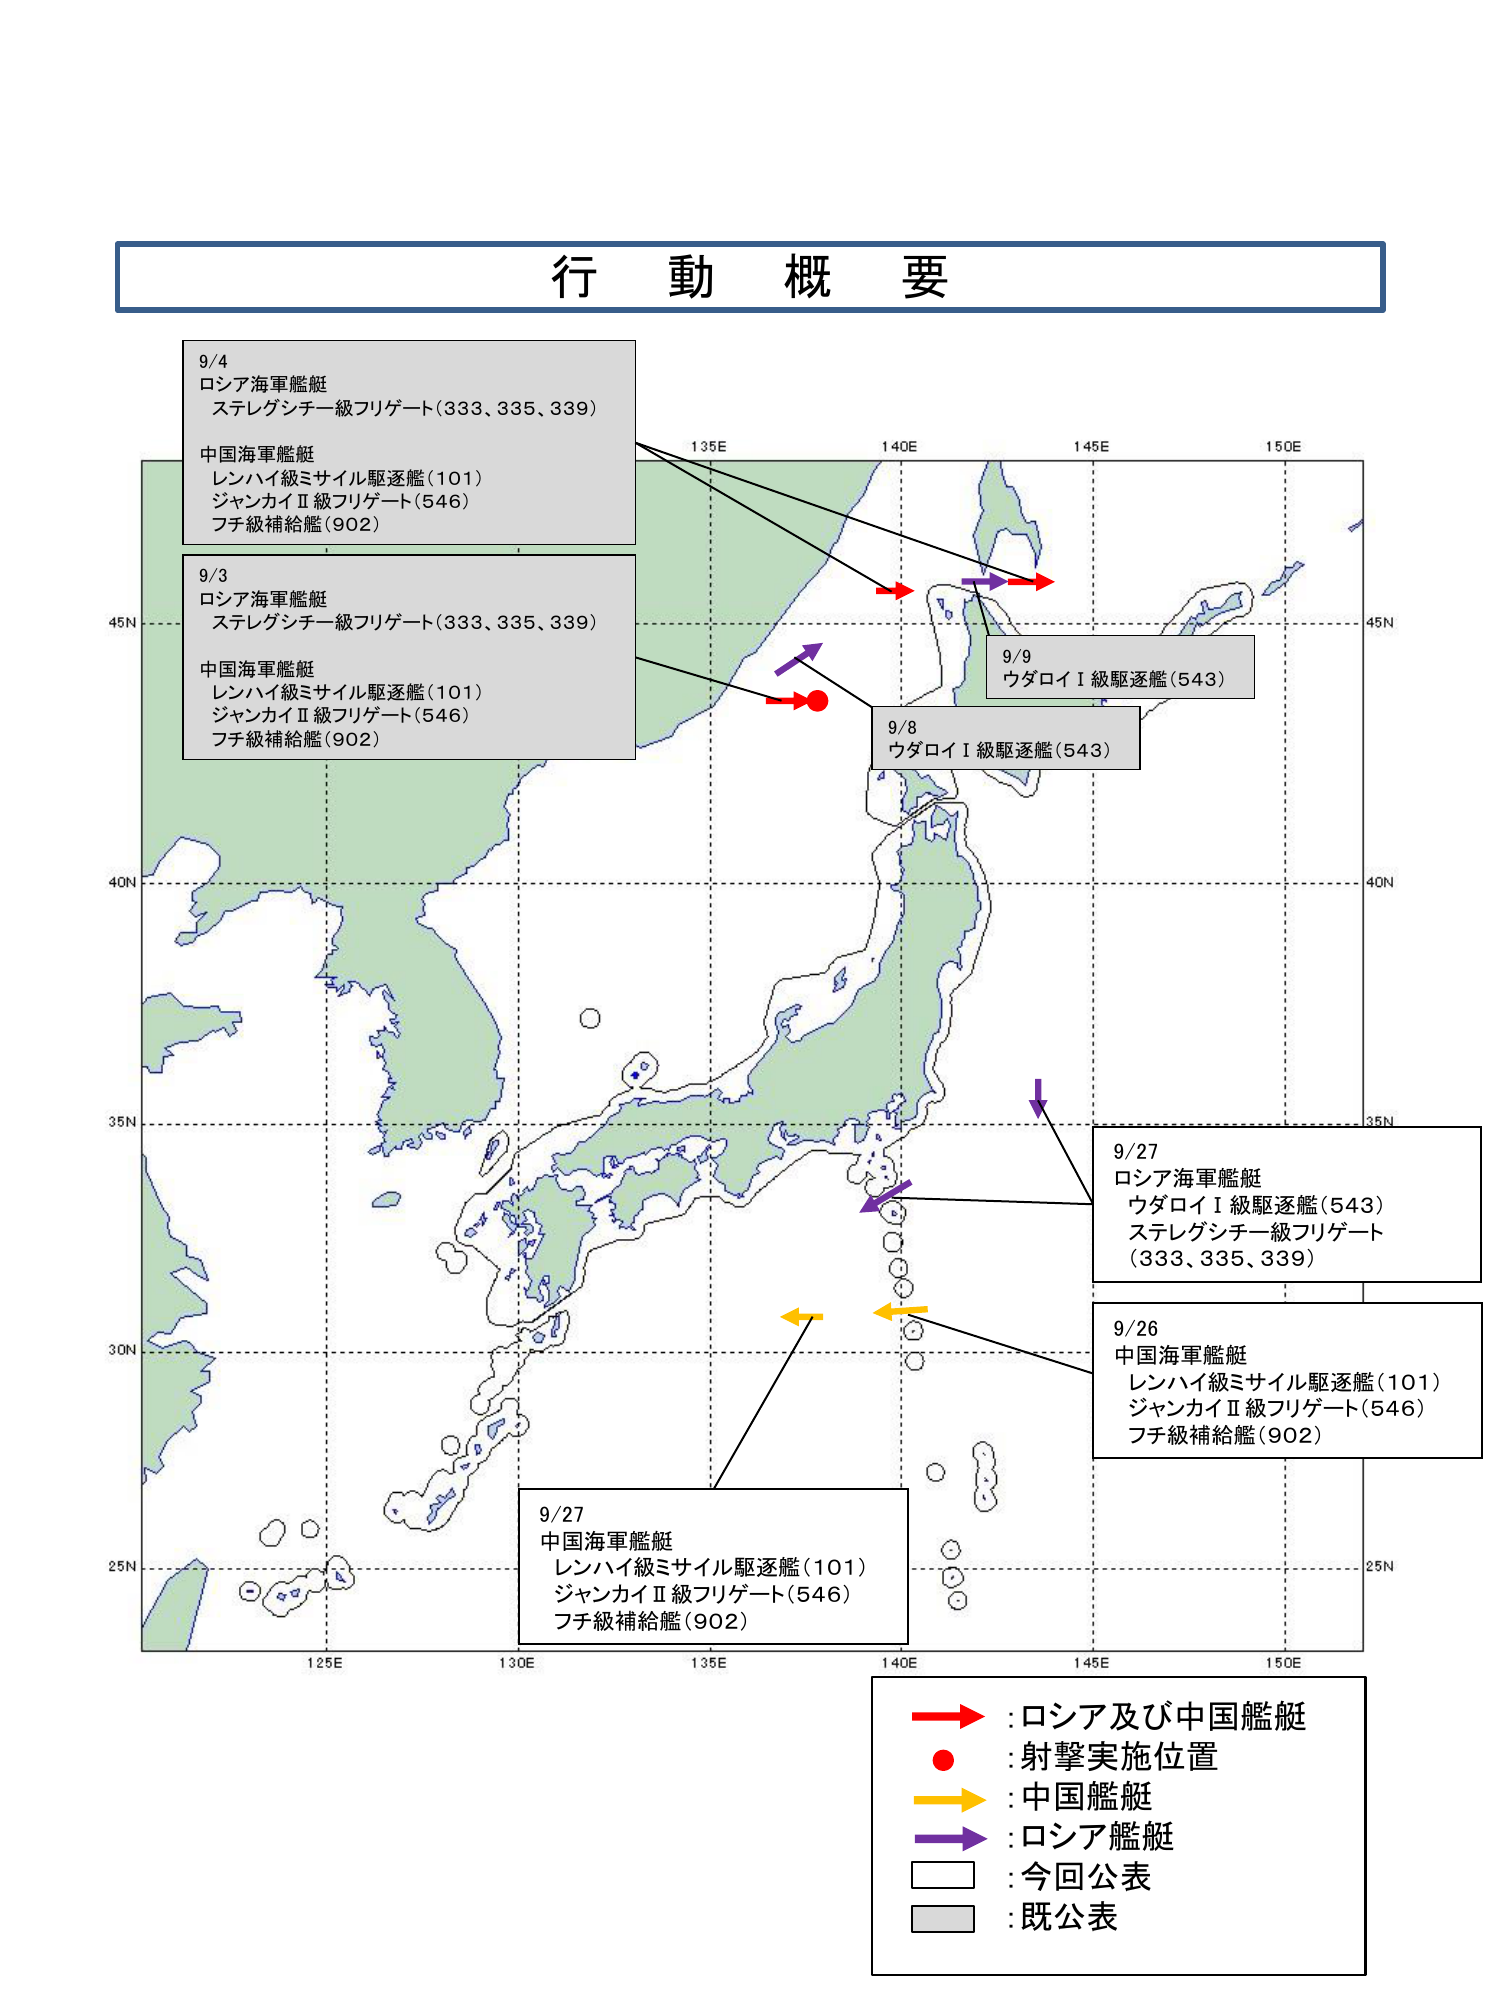 行動概要
9/4
ロシア海軍艦艇
ステレグシチー級フリゲート(333、335、339)
中国海軍艦艇
レンハイ級ミサイル駆逐艦(101)
ジャンカイⅡ級フリゲート(546)
フチ級補給艦(902)
135E 140E 145E 150E
9/3
ロシア海軍艦艇
ステレグシチー級フリゲート(333、335、339)
中国海軍艦艇
レンハイ級ミサイル駆逐艦(101)
ジャンカイⅡ級フリゲート(546)
フチ級補給艦(902)
45N 45N
9/9
ウダロイⅠ級駆逐艦(543)
9/8
ウダロイⅠ級駆逐艦(543)
40N 40N
35N 35N
9/27
ロシア海軍艦艇
ウダロイⅠ級駆逐艦(543)
ステレグシチー級フリゲート
(333、335、339)
9/26
中国海軍艦艇
レンハイ級ミサイル駆逐艦(101)
ジャンカイⅡ級フリゲート(546)
フチ級補給艦(902)
30N
9/27
中国海軍艦艇
レンハイ級ミサイル駆逐艦(101)
ジャンカイⅡ級フリゲート(546)
フチ級補給艦(902)
25N 25N
125E 130E 135E 140E 145E 150E
:ロシア及び中国艦艇
:射撃実施位置
:中国艦艇
:ロシア艦艇
:今回公表
:既公表